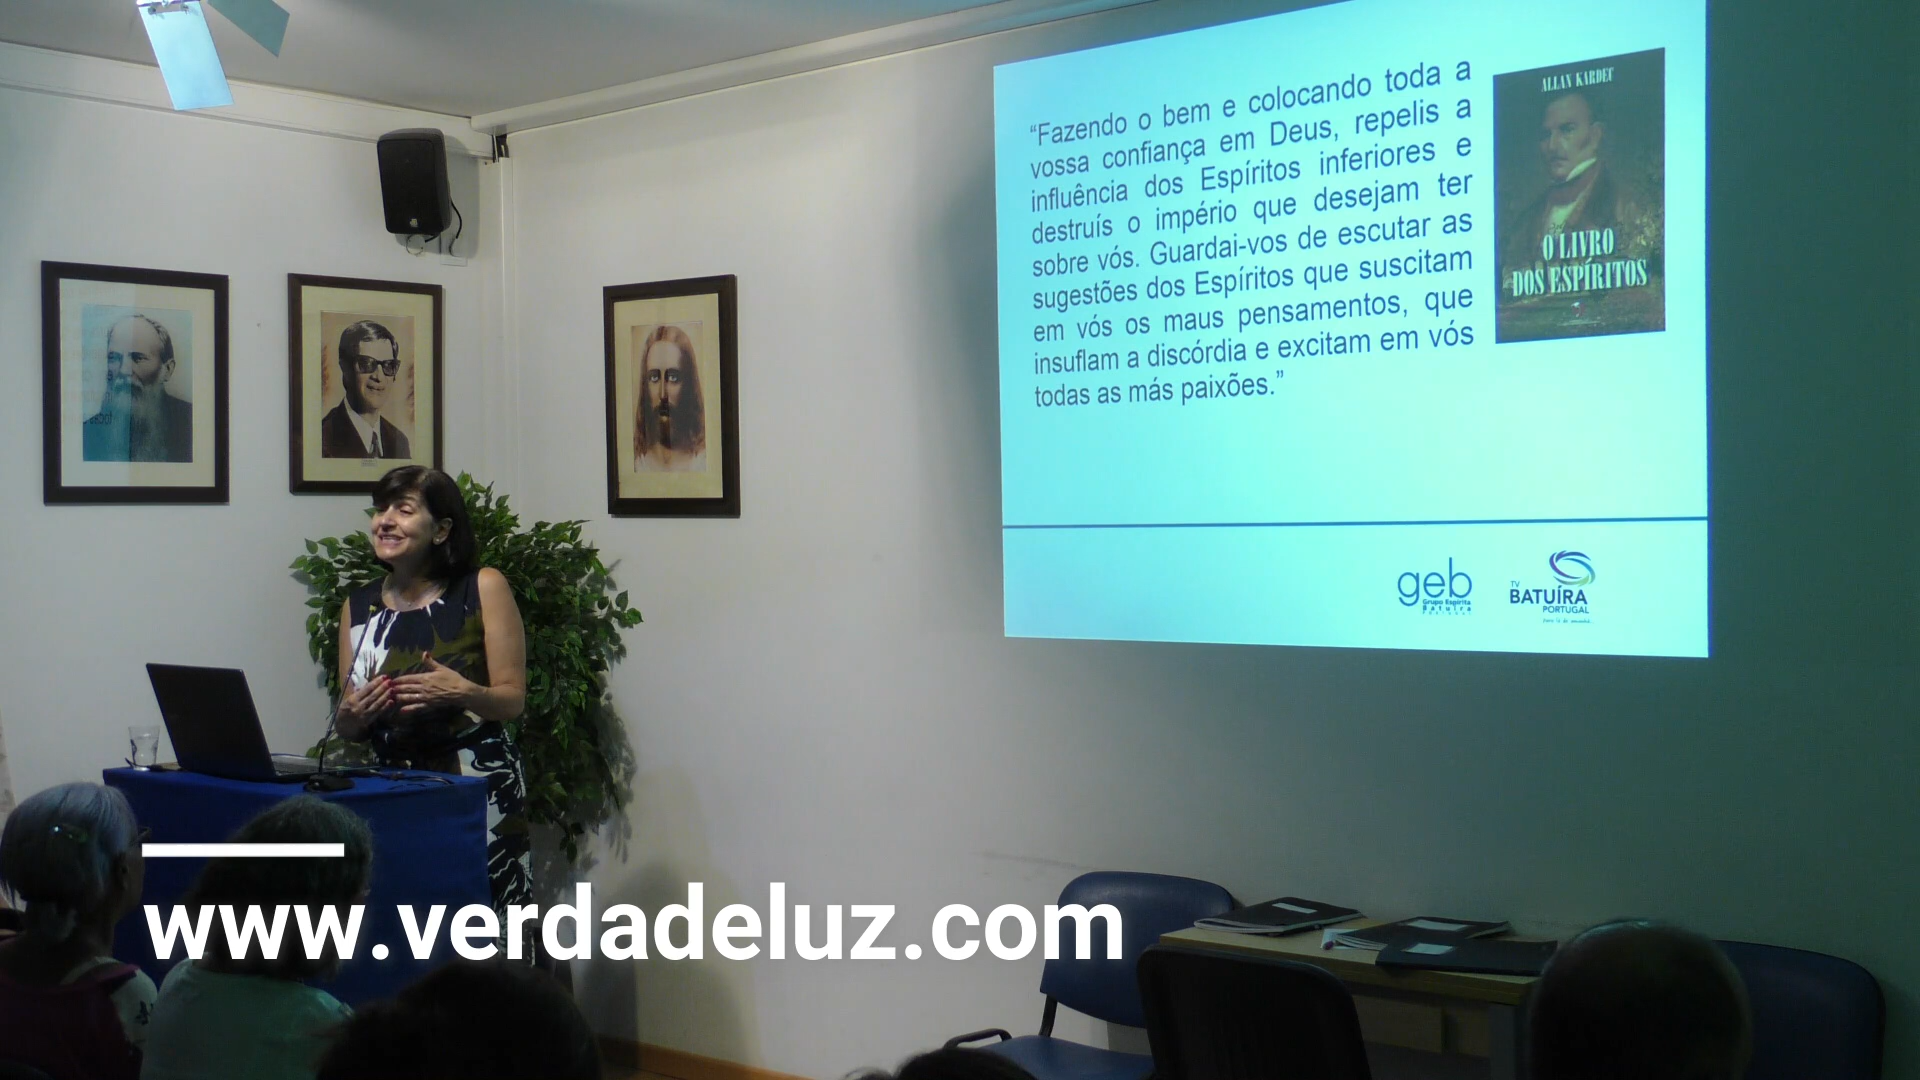 “Fazendo o bem e colocando toda a
vossa confiança em Deus, repelis a
influência dos Espíritos inferiores e
destruís o império que desejam ter
sobre vós. Guardai-vos de escutar as
sugestões dos Espíritos que suscitam
em vós os maus pensamentos, que
insuflam a discórdia e excitam em vós
todas as más paixões.”
ALLAN KARDEC
O LIVRO
DOS ESPÍRITOS
geb
Grupo Espírita
Batuíra
TV
BATUÍRA
PORTUGAL
www.verdadeluz.com